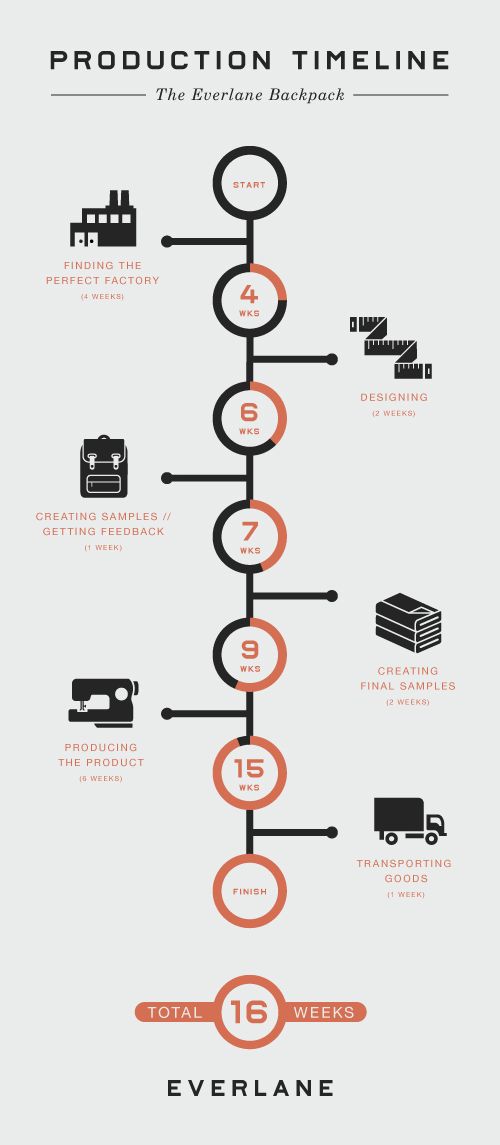 PRODUCTION TIMELINE
The Everlane Backpack
START
FINDING THE
PERFECT FACTORY
(4 WEEKS)
4
WKS
DESIGNING
(2 WEEKS)
6
WKS
CREATING SAMPLES //
GETTING FEEDBACK
(1 WEEK)
7
WKS
CREATING
FINAL SAMPLES
(2 WEEKS)
9
WKS
PRODUCING
THE PRODUCT
(6 WEEKS)
15
WKS
TRANSPORTING
GOODS
(1 WEEK)
FINISH
TOTAL 16 WEEKS
EVERLANE